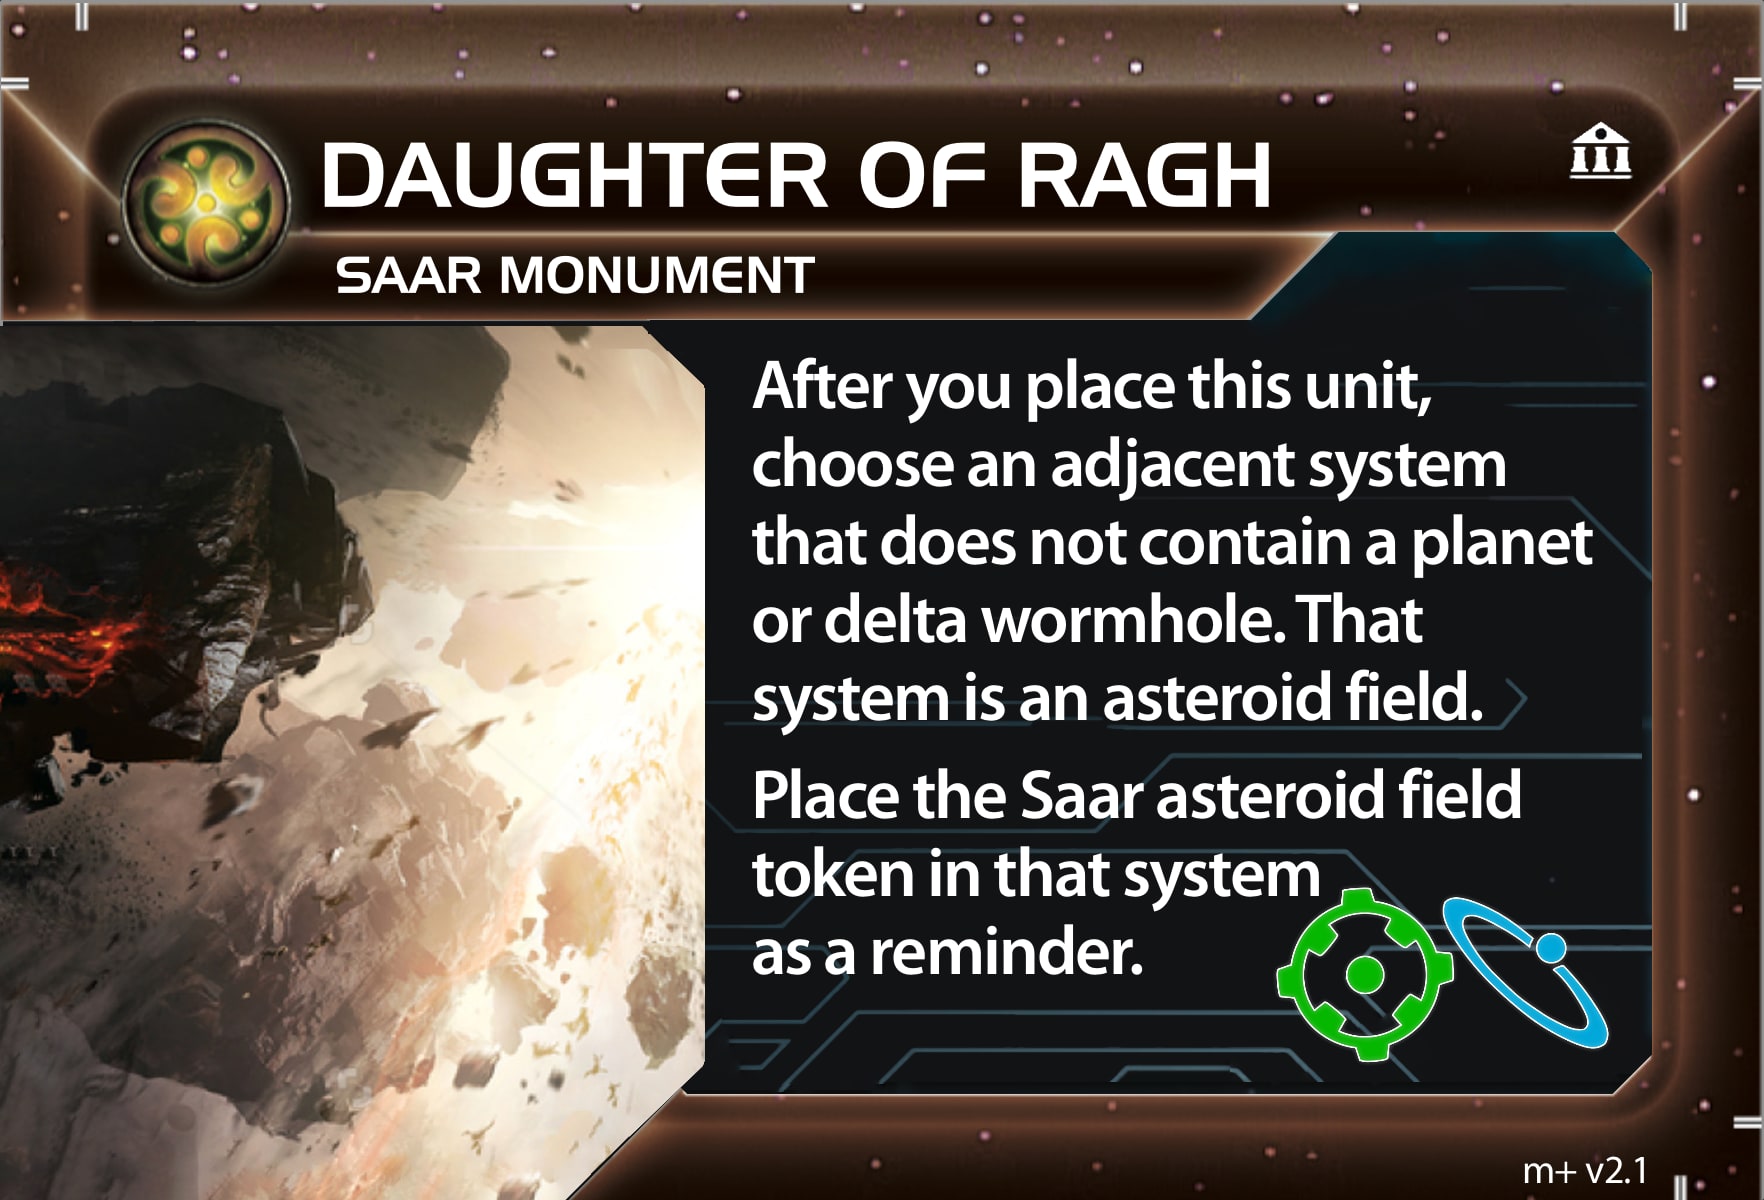 DAUGHTER OF RAGH
SAAR MONUMENT
After you place this unit,
choose an adjacent system
that does not contain a planet
or delta wormhole. That
system is an asteroid field.
Place the Saar asteroid field
token in that system
as a reminder.
m+ v2.1